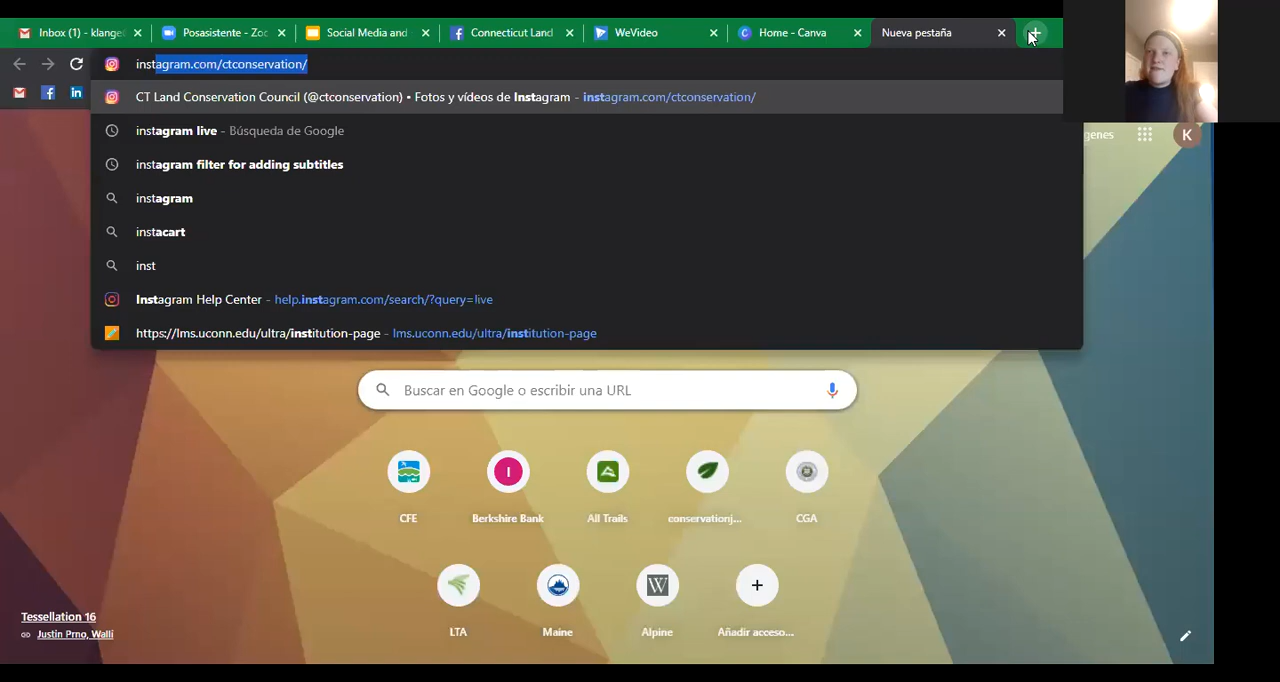 Inbox (1) - klange
Posasistente - Zoo
Social Media and
Connecticut Land
WeVideo
Home - Canva
Nueva pestaña
instagram.com/ctconservation/
CT Land Conservation Council (@ctconservation) • Fotos y vídeos de Instagram - instagram.com/ctconservation/
instagram live - Búsqueda de Google
genes
K
instagram filter for adding subtitles
instagram
instacart
inst
Instagram Help Center - help.instagram.com/search/?query=live
https://lms.uconn.edu/ultra/institution-page - lms.uconn.edu/ultra/institution-page
Buscar en Google o escribir una URL
I
CFE
Berkshire Bank
All Trails
conservationj...
CGA
W
LTA
Maine
Alpine
Añadir acceso...
Tessellation 16
Justin Prno, Walli